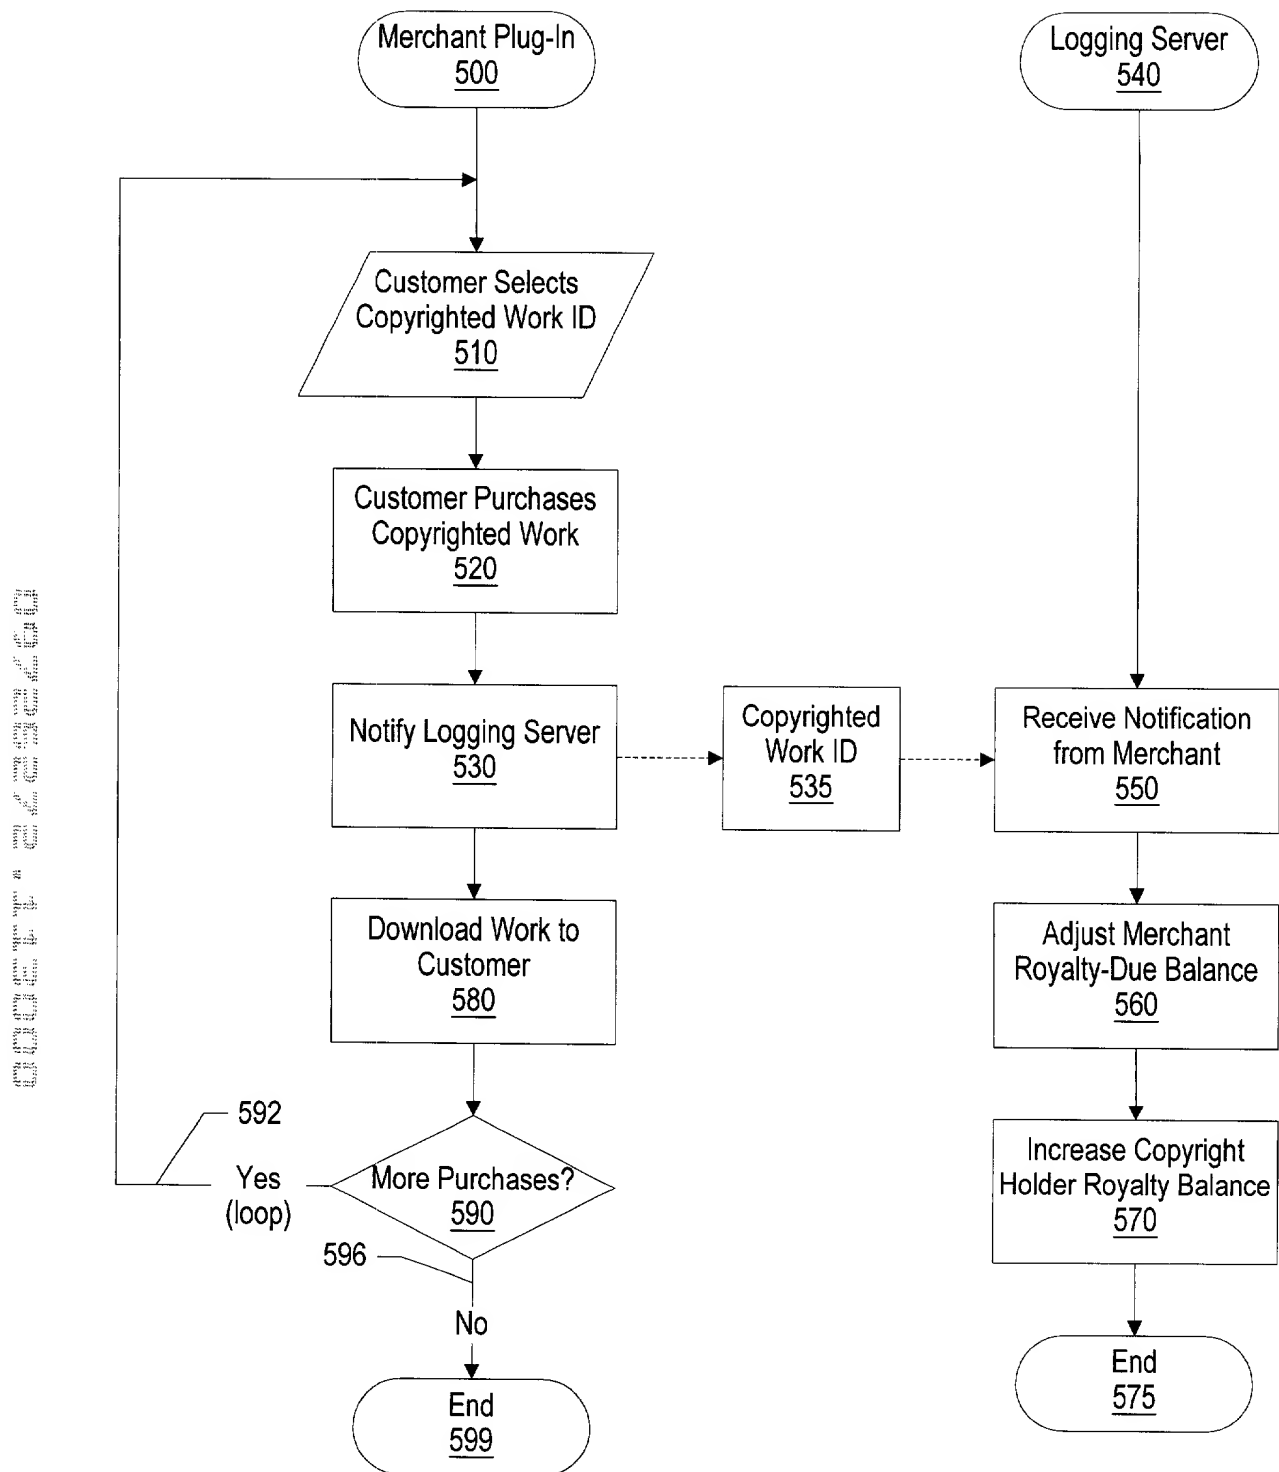 Merchant Plug-In
500
Logging Server
540
Customer Selects
Copyrighted Work ID
510
Customer Purchases
Copyrighted Work
520
Notify Logging Server
530
Copyrighted
Work ID
535
Receive Notification
from Merchant
550
Download Work to
Customer
580
Adjust Merchant
Royalty-Due Balance
560
592
Yes
(loop)
More Purchases?
590
Increase Copyright
Holder Royalty Balance
570
596
No
End
599
End
575